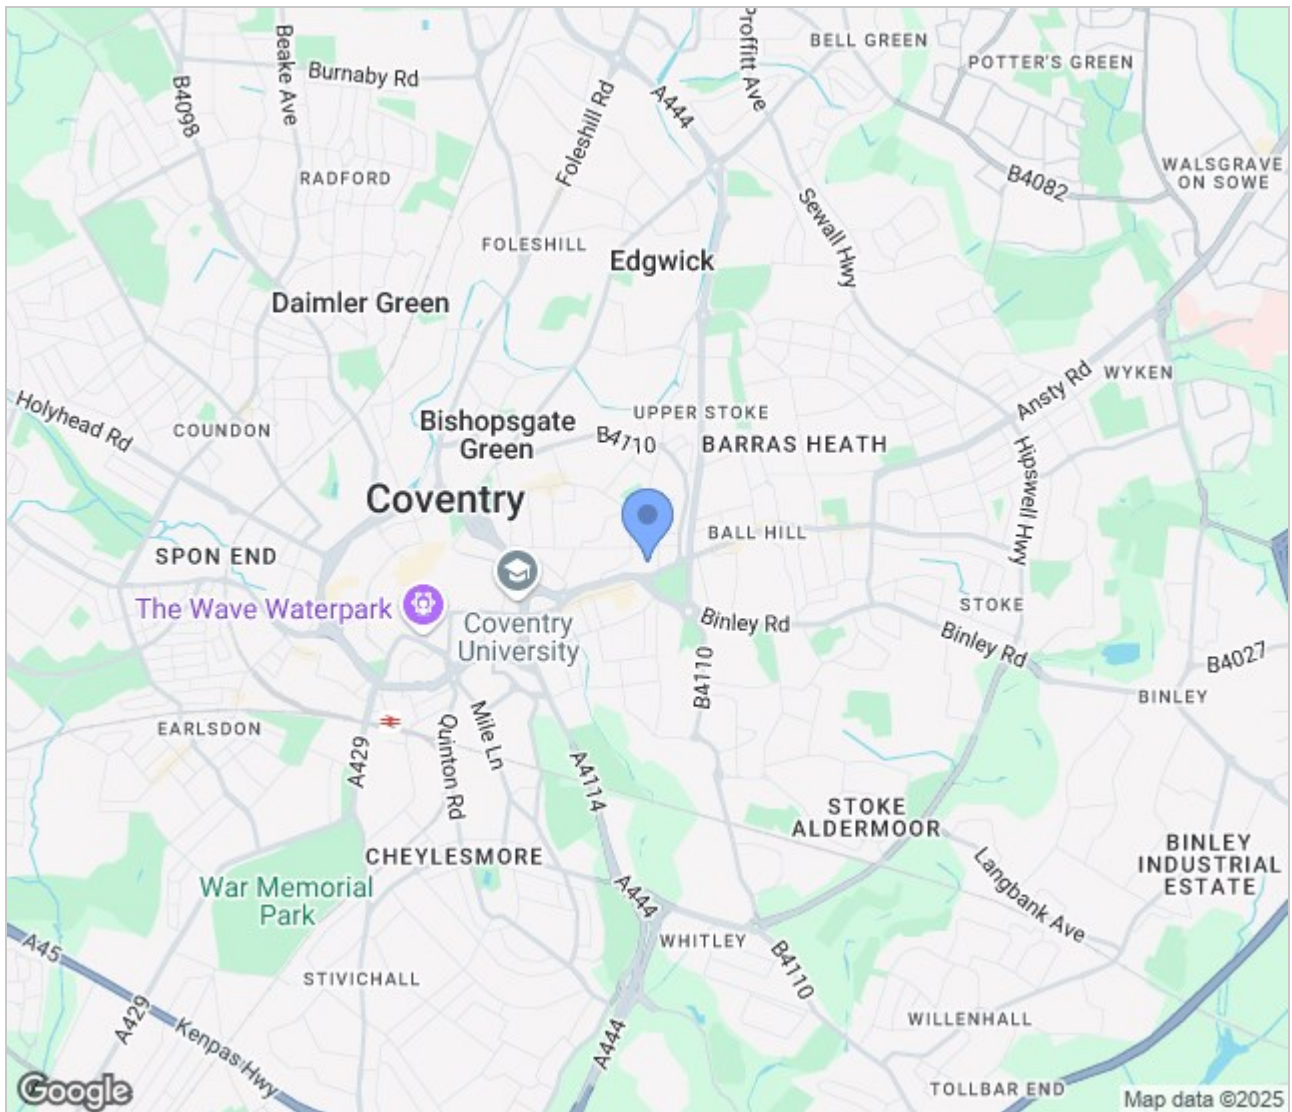 BELL GREEN
POTTER'S GREEN
Beake Ave
Burnaby Rd
Proffitt Ave
B4098
Foleshill Rd
A444
WALSGRAVE
ON SOWE
RADFORD
B4082
Sewall Hwy
FOLESHILL
Edgwick
Daimler Green
WYKEN
Ansty Rd
Holyhead Rd
COUNDON
Bishopsgate
Green
UPPER STOKE
B4110
BARRAS HEATH
Hipswell Hwy
Coventry
BALL HILL
SPON END
The Wave Waterpark
Coventry
University
Binley Rd
STOKE
Binley Rd
B4027
B4110
BINLEY
EARLSDON
A429
Quinton Rd
Mile Ln
A4114
STOKE
ALDERMOOR
CHEYLESMORE
BINLEY
INDUSTRIAL
ESTATE
War Memorial
Park
Langbank Ave
A444
WHITLEY
A45
B4110
STIVICHALL
A429
Kenpas Hwy
WILLENHALL
A444
TOLLBAR END
Google
Map data ©2025